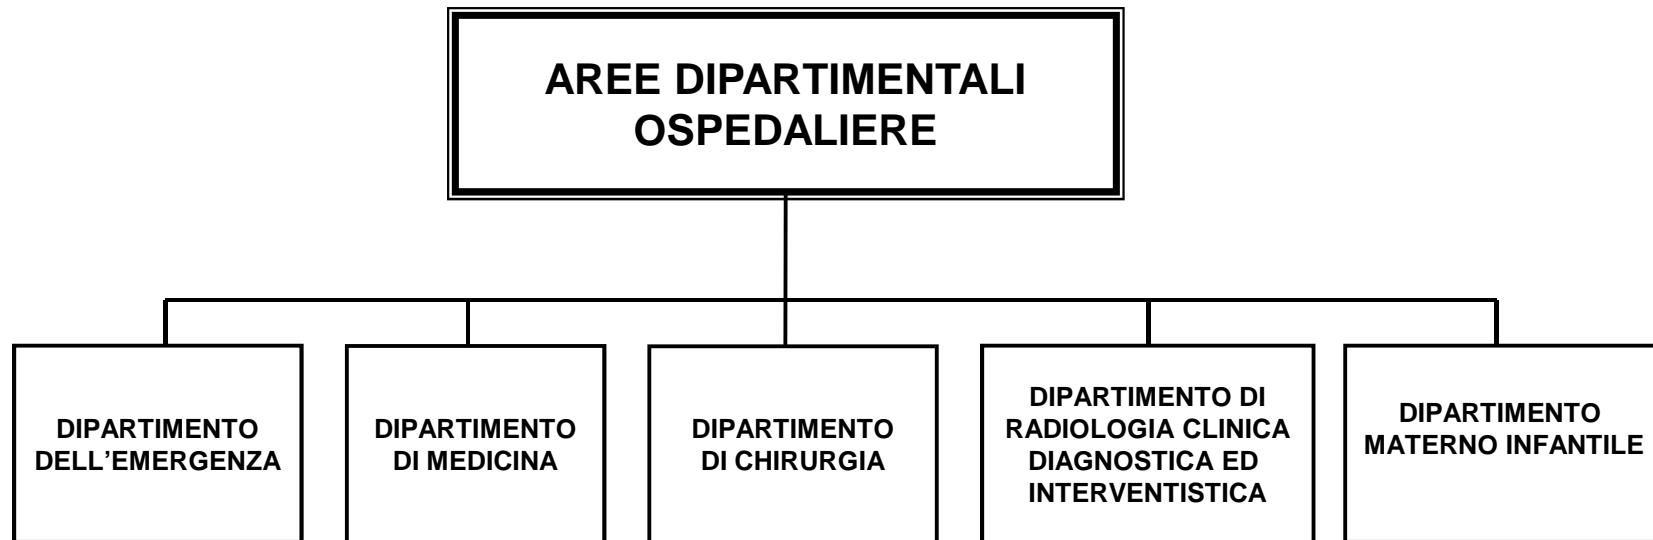 AREE DIPARTIMENTALI
OSPEDALIERE
DIPARTIMENTO
DELL’EMERGENZA
DIPARTIMENTO
DI MEDICINA
DIPARTIMENTO
DI CHIRURGIA
DIPARTIMENTO DI
RADIOLOGIA CLINICA
DIAGNOSTICA ED
INTERVENTISTICA
DIPARTIMENTO
MATERNO INFANTILE